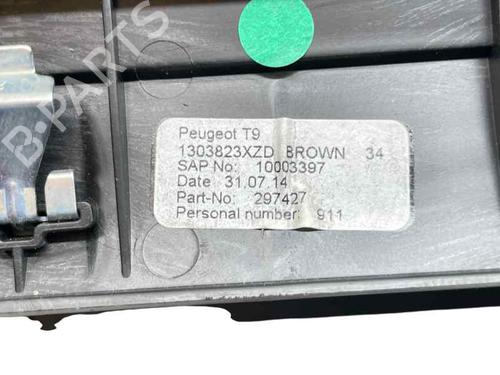 Peugeot T9
1303823XZD BROWN 34
SAP No: 10003397
Date 31.07.14
Part-No: 297427
Personal number: 911
B-PARTS